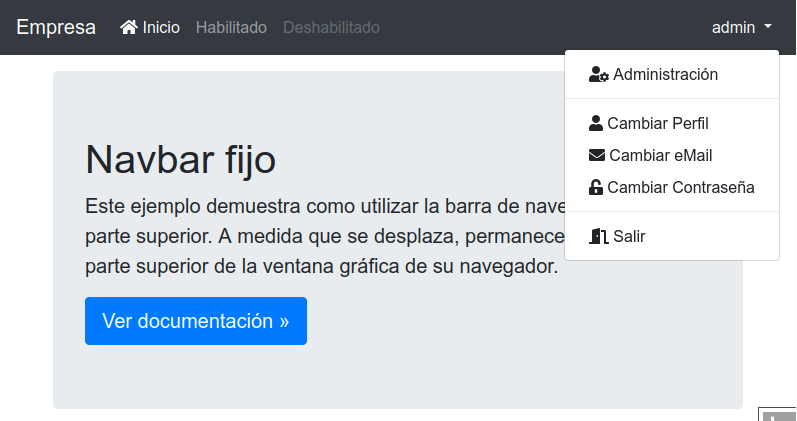 Empresa Inicio Habilitado Deshabilitado admin
Administración
Cambiar Perfil
Cambiar eMail
Cambiar Contraseña
Salir
Navbar fijo
Este ejemplo demuestra como utilizar la barra de nave
parte superior. A medida que se desplaza, permanece
parte superior de la ventana gráfica de su navegador.
Ver documentación »